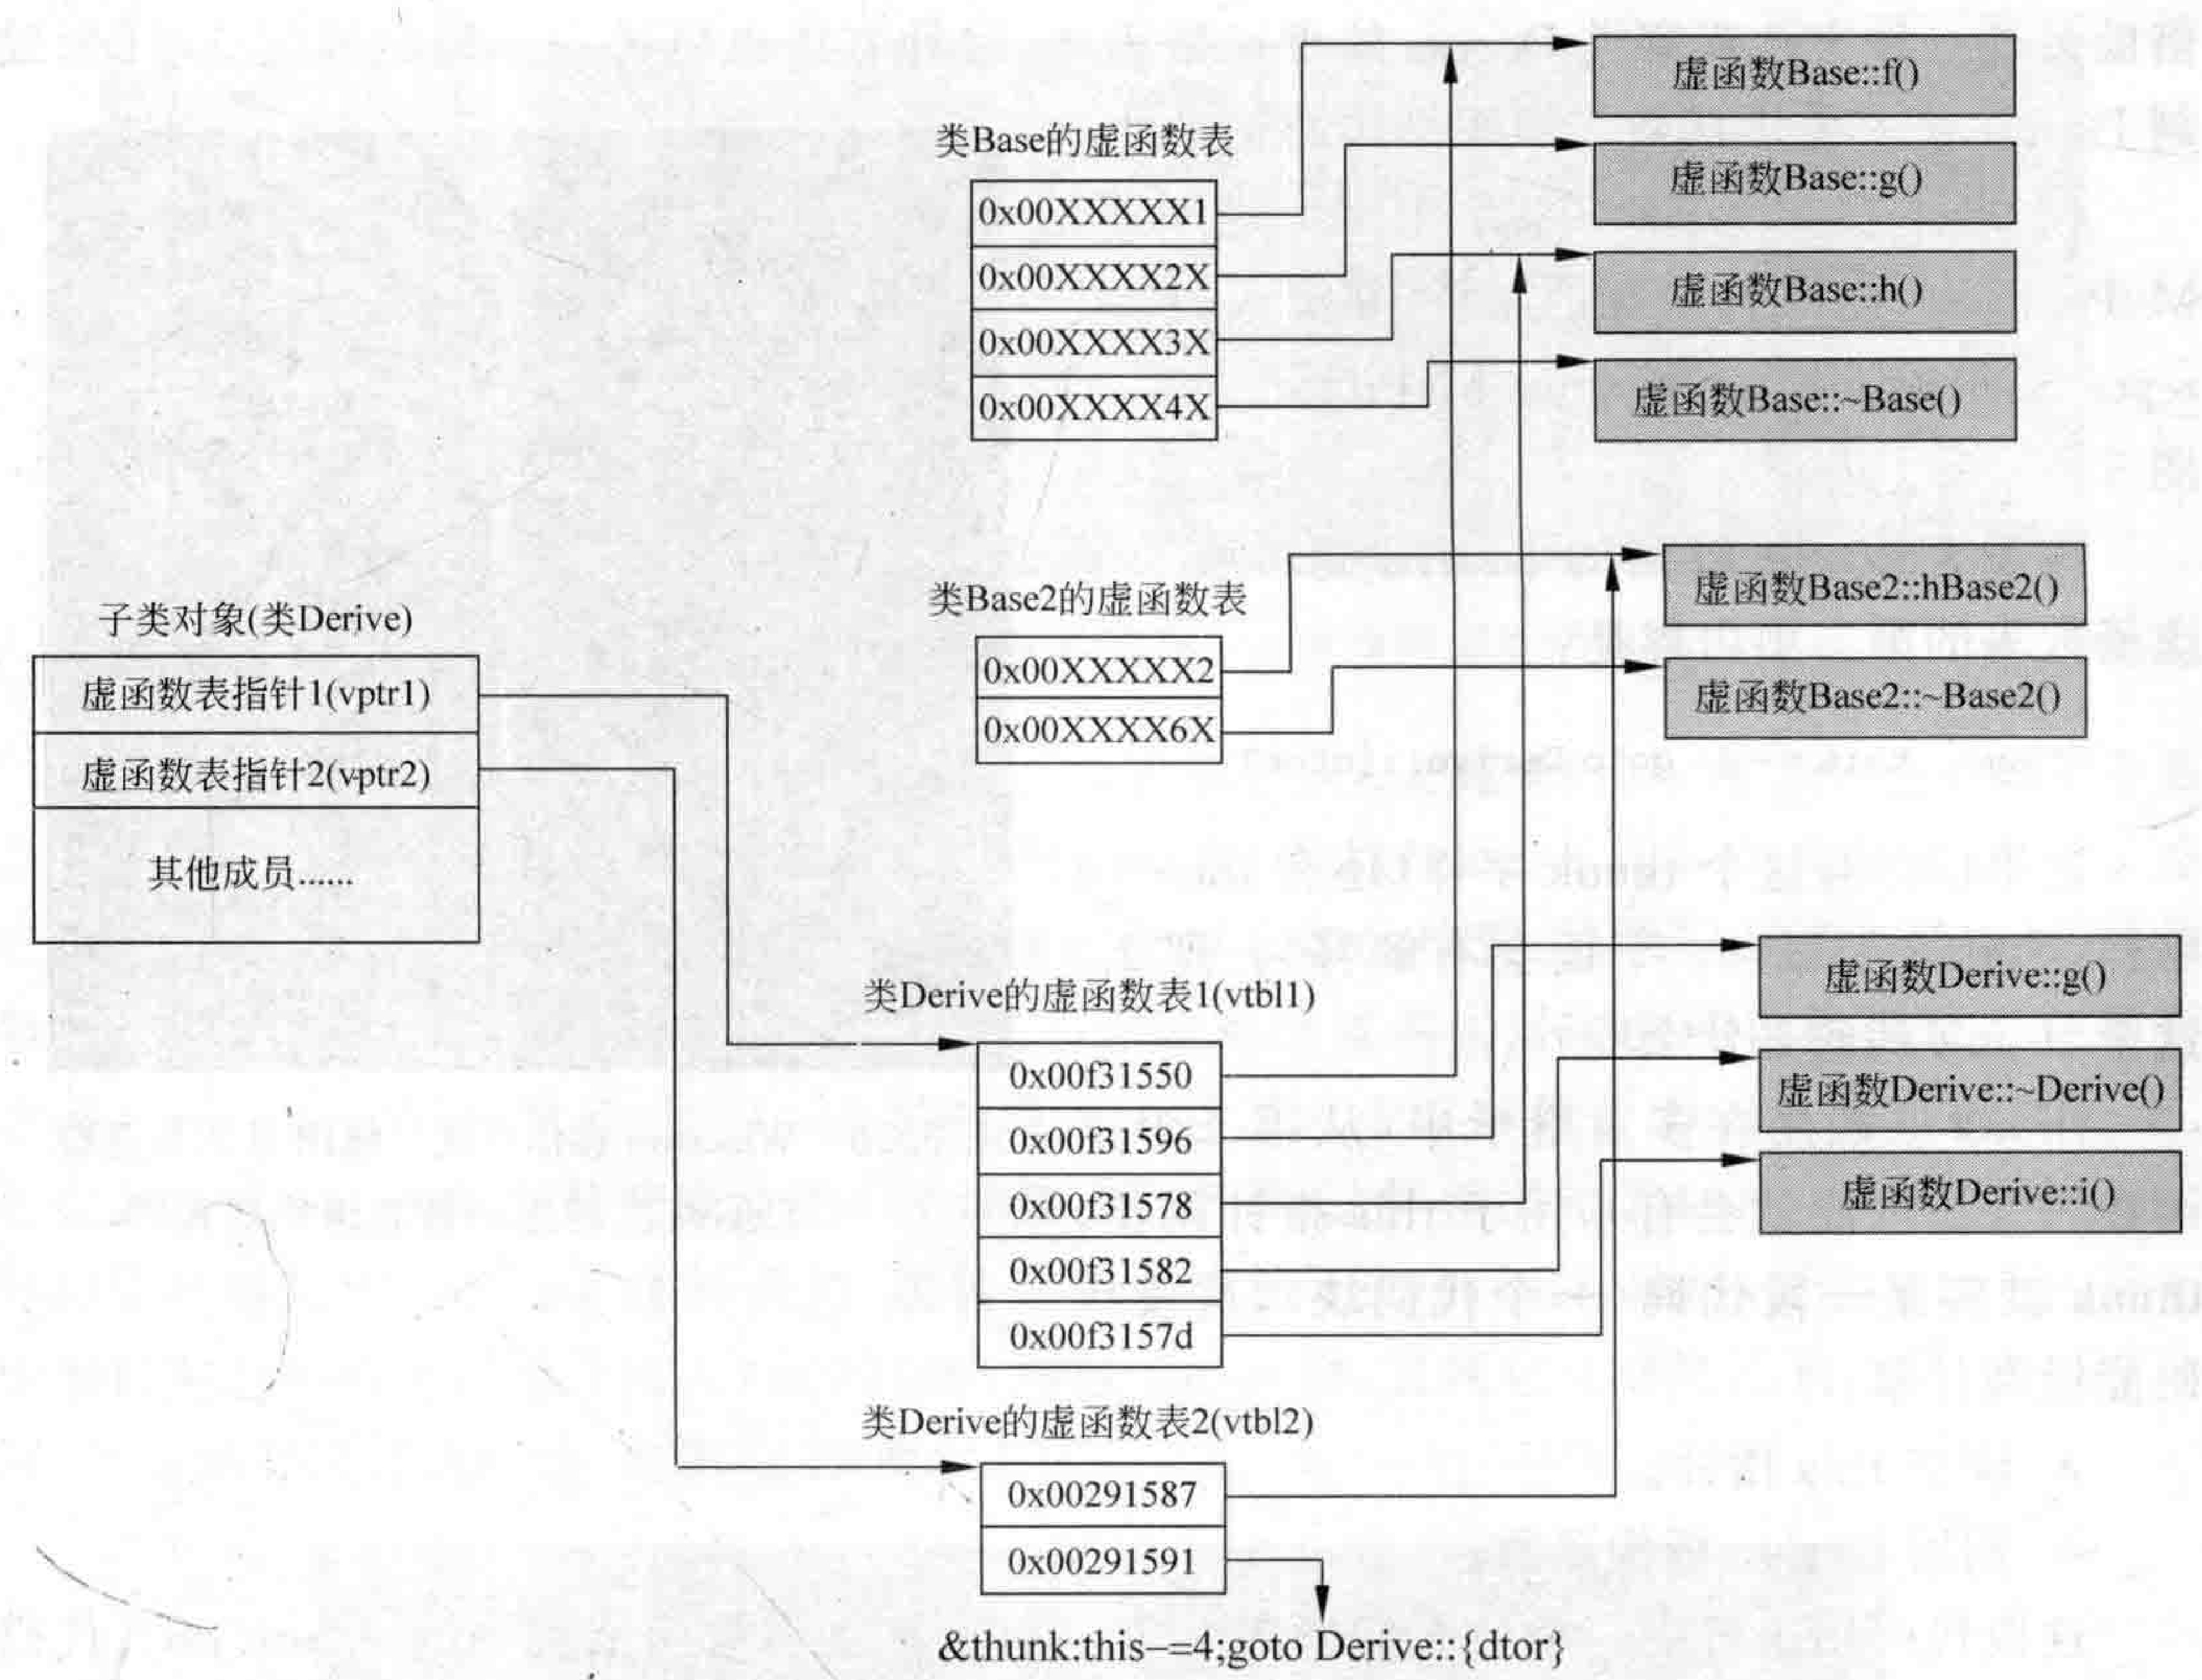 虚函数Base::f()
类Base的虚函数表
虚函数Base::g()
0x00XXXXX1
0x00XXXX2X
虚函数Base::h()
0x00XXXX3X
0x00XXXX4X
虚函数Base::~Base()
类Base2的虚函数表
虚函数Base2::hBase2()
子类对象(类Derive)
0x00XXXXX2
虚函数表指针1(vptr1)
虚函数Base2::~Base2()
0x00XXXX6X
虚函数表指针2(vptr2)
其他成员......
虚函数Derive::g()
类Derive的虚函数表1(vtbl1)
0x00f31550
虚函数Derive::~Derive()
0x00f31596
虚函数Derive::i()
0x00f31578
0x00f31582
0x00f3157d
类Derive的虚函数表2(vtbl2)
0x00291587
0x00291591
&thunk:this−=4;goto Derive::{dtor}